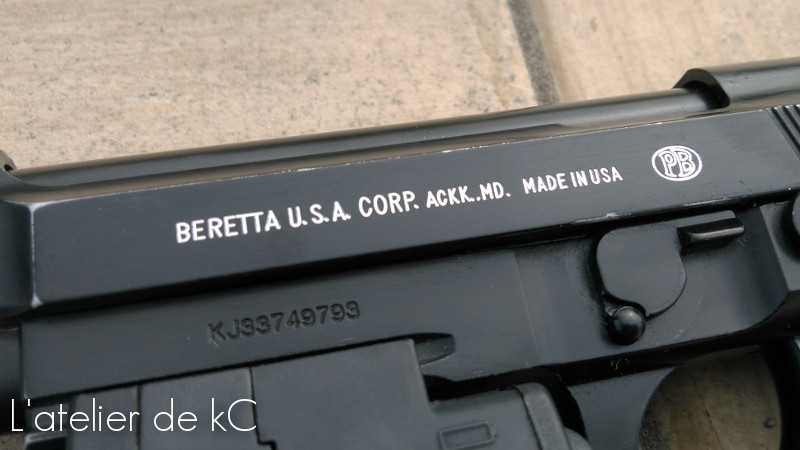 BERETTA U.S.A. CORP. ACKK..MD. MADE IN USA PB
KJ33749793
L'atelier de kC